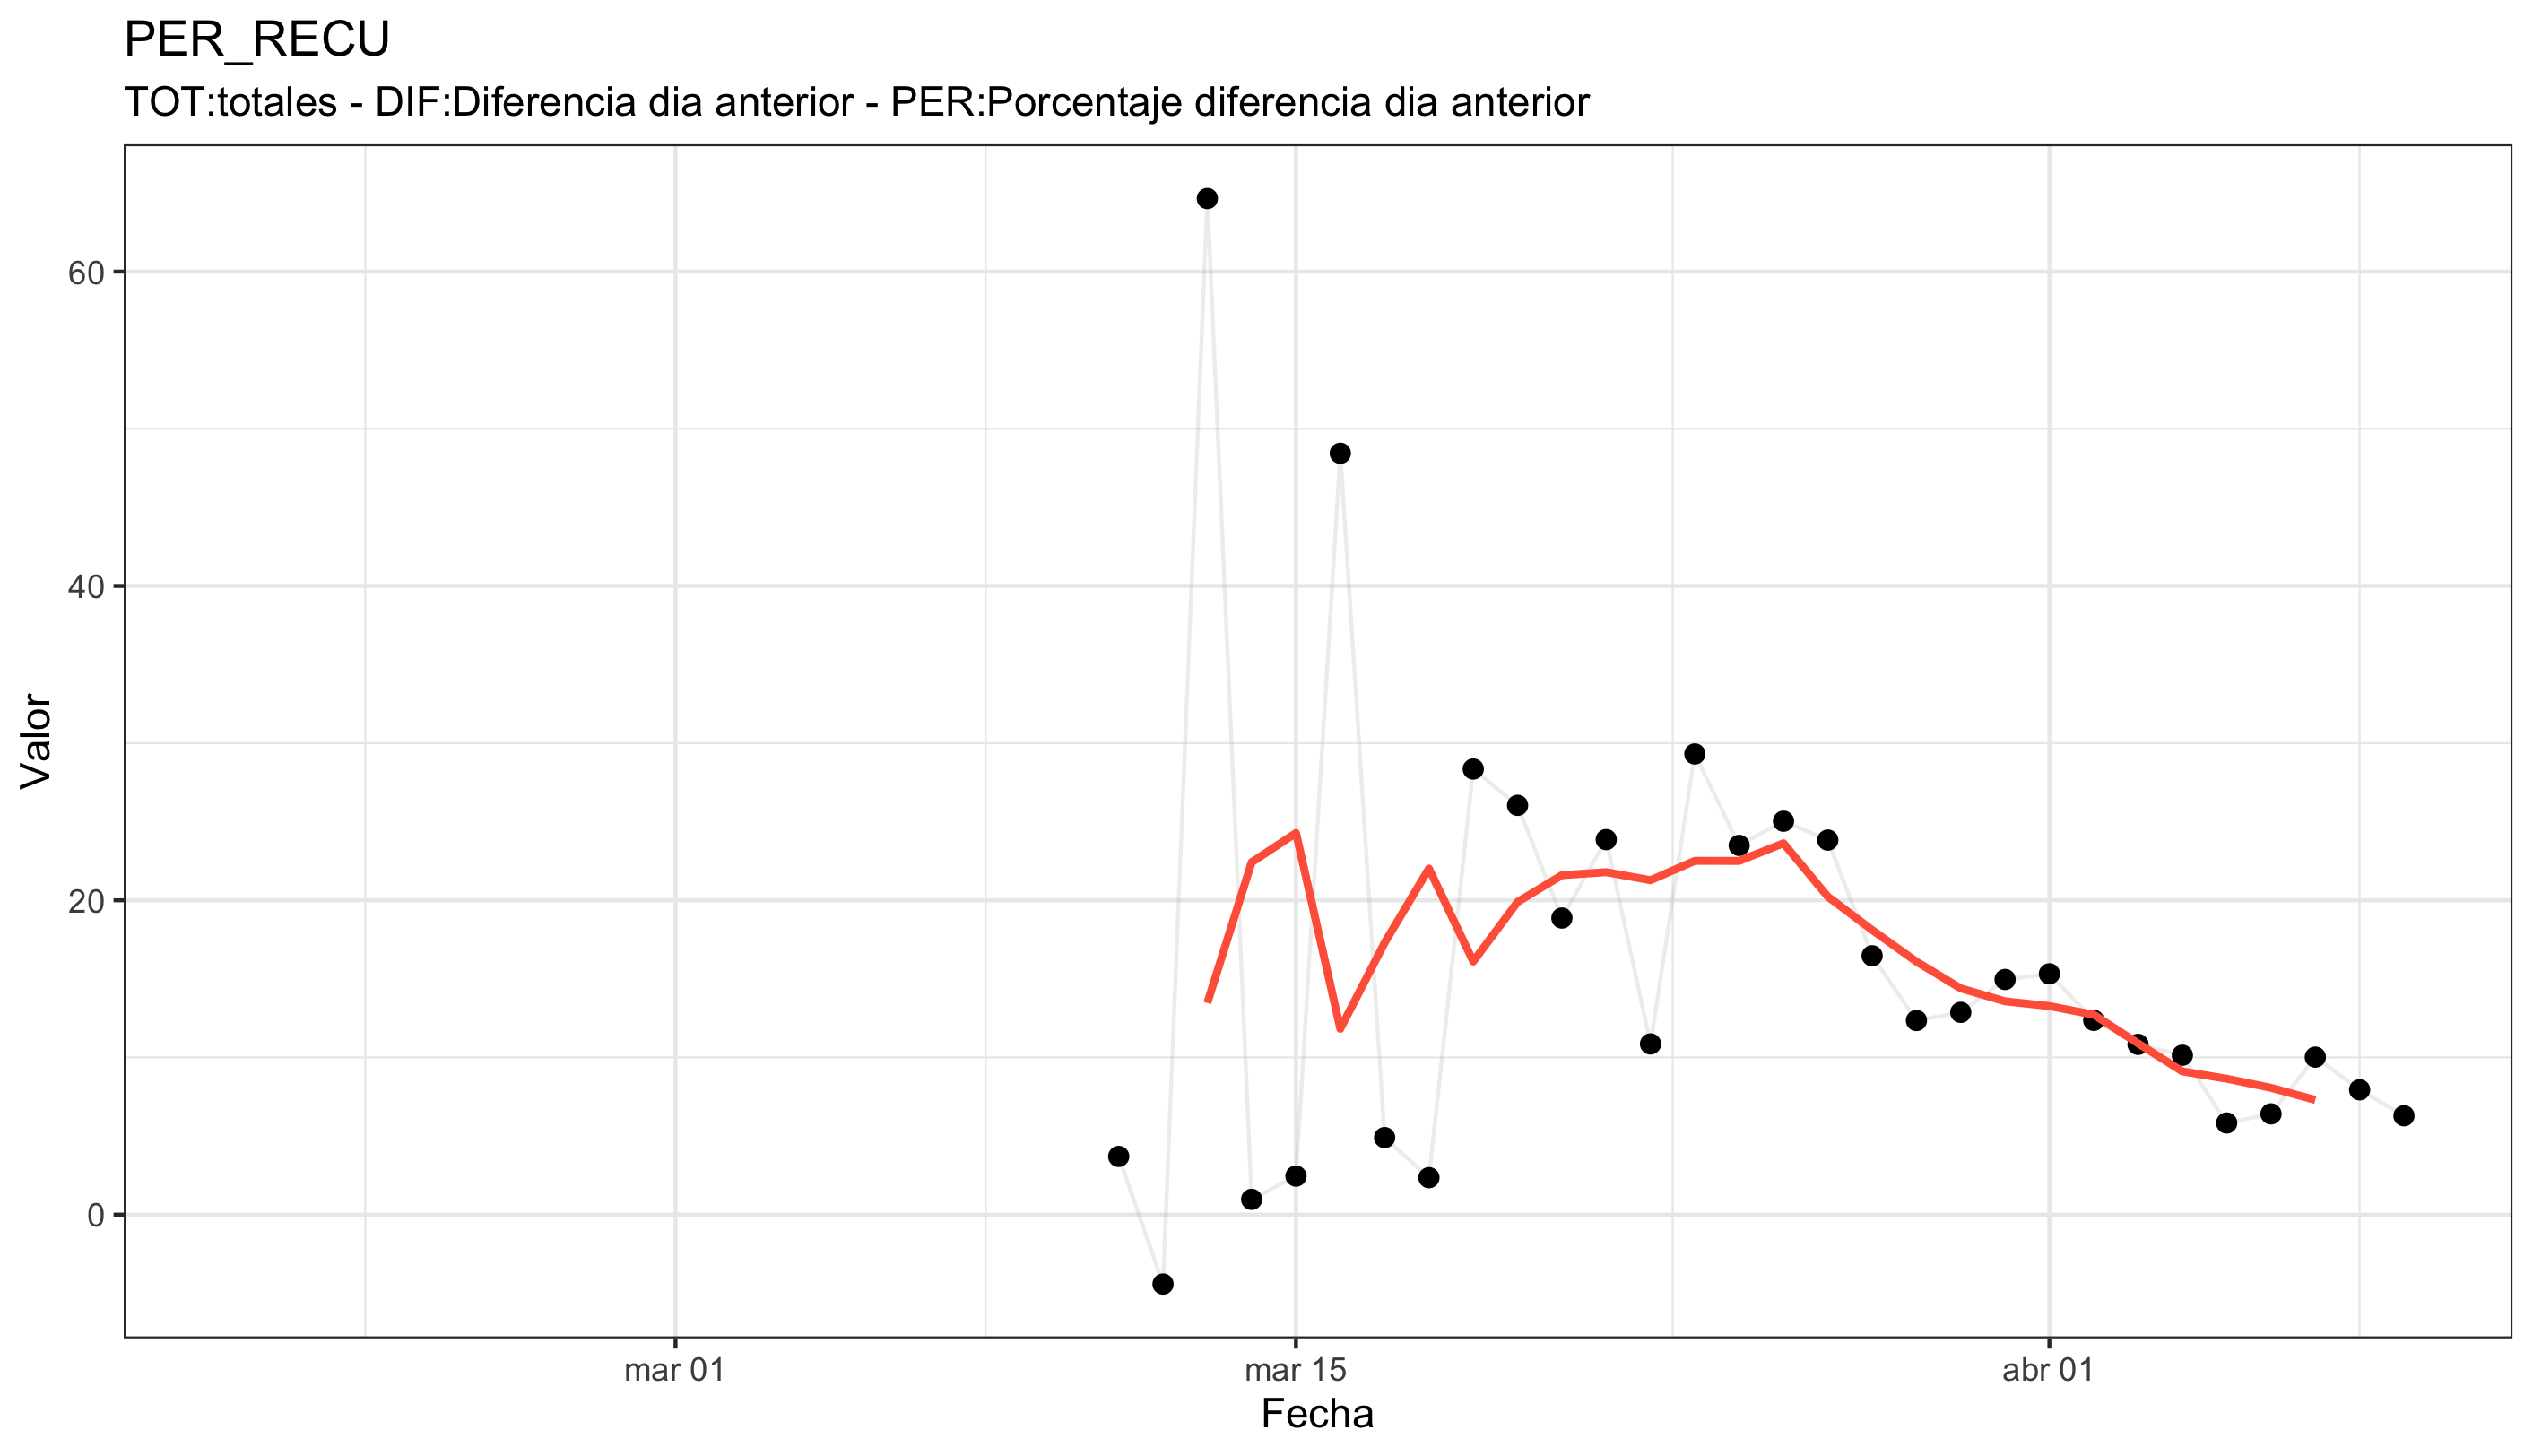 PER_RECU
TOT:totales - DIF:Diferencia dia anterior - PER:Porcentaje diferencia dia anterior
Valor
60
40
20
0
mar 01
mar 15
abr 01
Fecha